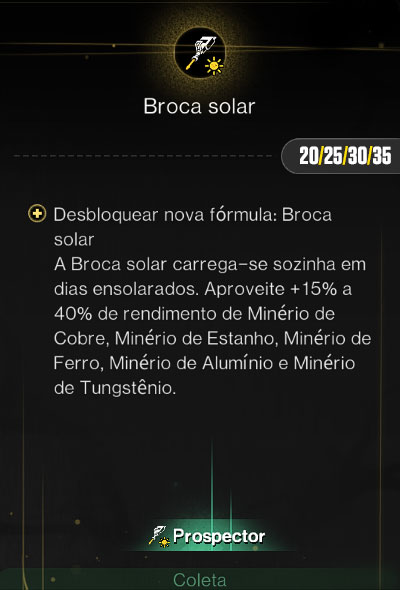 Broca solar
20/25/30/35
Desbloquear nova fórmula: Broca
solar
A Broca solar carrega-se sozinha em
dias ensolarados. Aproveite +15% a
40% de rendimento de Minério de
Cobre, Minério de Estanho, Minério de
Ferro, Minério de Alumínio e Minério
de Tungstênio.
Prospector
Coleta